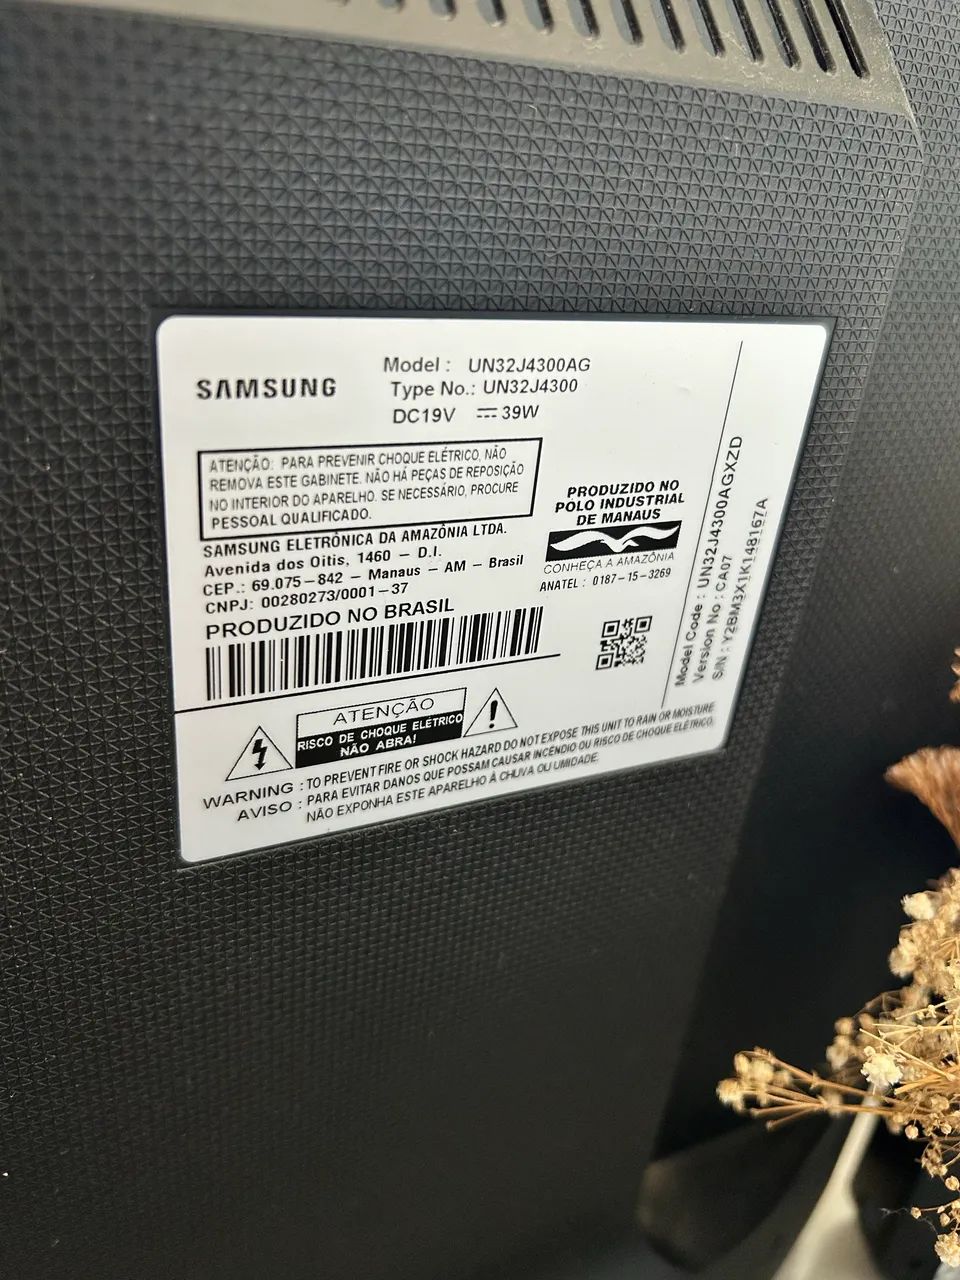 SAMSUNG
Model : UN32J4300AG
Type No.: UN32J4300
DC19V ⎓ 39W
ATENÇÃO: PARA PREVENIR CHOQUE ELÉTRICO, NÃO
REMOVA ESTE GABINETE. NÃO HÁ PEÇAS DE REPOSIÇÃO
NO INTERIOR DO APARELHO. SE NECESSÁRIO, PROCURE
PESSOAL QUALIFICADO.
SAMSUNG ELETRÔNICA DA AMAZÔNIA LTDA.
Avenida dos Oitis, 1460 – D.I.
CEP.: 69.075–842 – Manaus – AM – Brasil
CNPJ: 00280273/0001–37
PRODUZIDO NO BRASIL
PRODUZIDO NO
PÓLO INDUSTRIAL
DE MANAUS
CONHEÇA A AMAZÔNIA
ANATEL : 0187–15–3269
ATENÇÃO
RISCO DE CHOQUE ELÉTRICO
NÃO ABRA!
WARNING : TO PREVENT FIRE OR SHOCK HAZARD DO NOT EXPOSE THIS UNIT TO RAIN OR MOISTURE
AVISO : PARA EVITAR DANOS QUE POSSAM CAUSAR INCÊNDIO OU RISCO DE CHOQUE ELÉTRICO.
NÃO EXPONHA ESTE APARELHO À CHUVA OU UMIDADE.
Model Code : UN32J4300AGXZD
Version No : CA07
S/N : Y2BM3X1K148167A